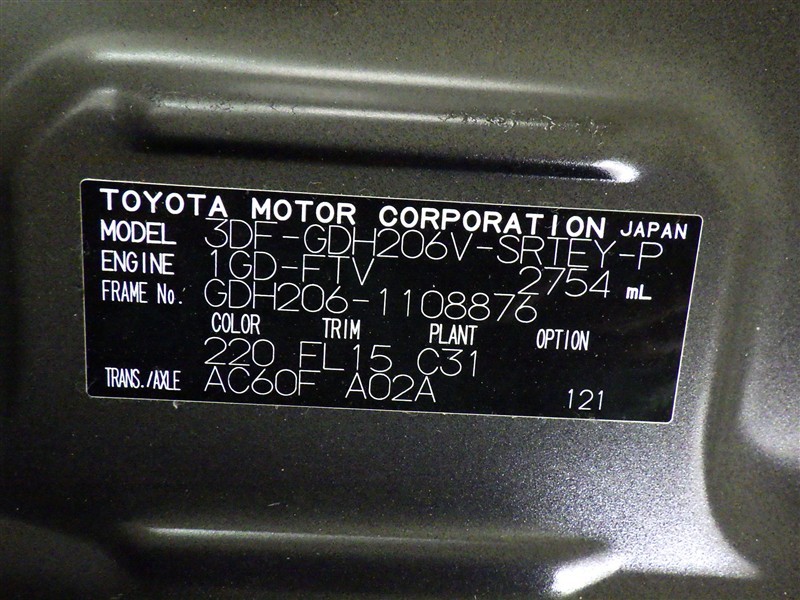 TOYOTA MOTOR CORPORATION JAPAN
MODEL 3DF-GDH206V-SRTEY-P
ENGINE 1GD-FTV 2754 mL
FRAME No. GDH206-1108876
COLOR TRIM PLANT OPTION
220 FL15 C31
TRANS./AXLE AC60F A02A 121